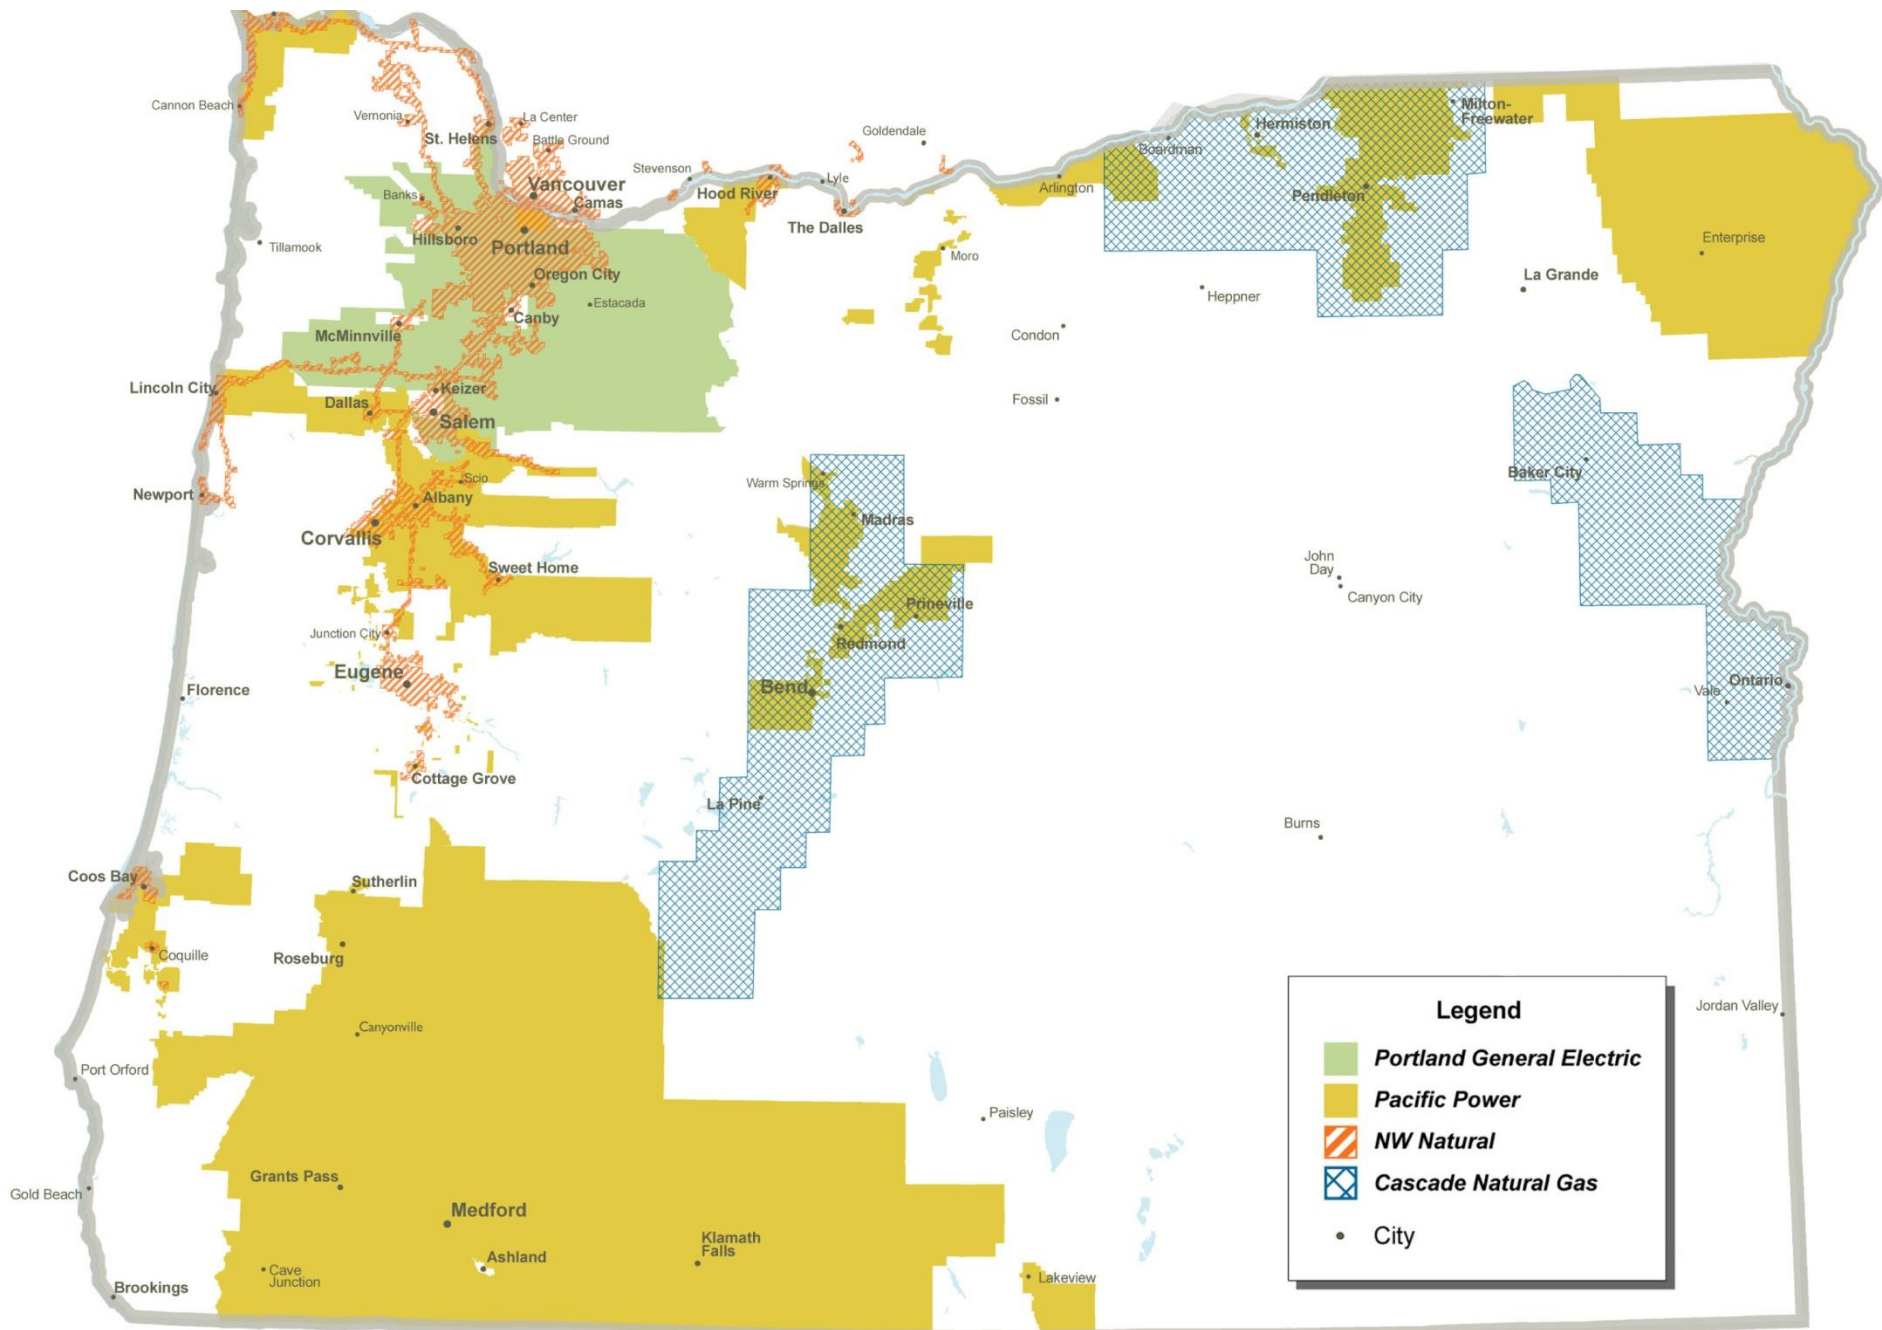 Cannon Beach
Vernonia
La Center
St. Helens
Battle Ground
Goldendale
Milton-
Freewater
Hermiston
Boardman
Stevenson
Banks
Vancouver
Camas
Hood River
Lyle
Arlington
Pendleton
Hillsboro
Portland
The Dalles
Tillamook
Enterprise
Moro
Oregon City
La Grande
Estacada
Heppner
Canby
McMinnville
Condon
Lincoln City
Keizer
Dallas
Salem
Fossil
Baker City
Scio
Warm Springs
Newport
Albany
Madras
Corvallis
Sweet Home
John
Day
Canyon City
Prineville
Junction City
Redmond
Eugene
Bend
Florence
Ontario
Vale
Cottage Grove
La Pine
Burns
Coos Bay
Sutherlin
Coquille
Roseburg
Jordan Valley
Canyonville
Port Orford
Paisley
Grants Pass
Gold Beach
Medford
Klamath
Falls
Ashland
Cave
Junction
Lakeview
Brookings
Legend
Portland General Electric
Pacific Power
NW Natural
Cascade Natural Gas
City